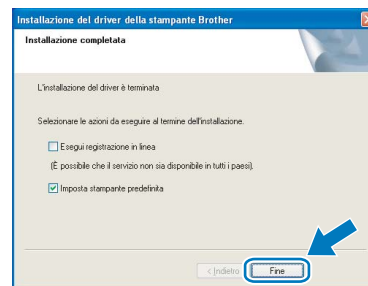 Installazione del driver della stampante Brother
Installazione completata
L'installazione del driver è terminata
Selezionare le azioni da eseguire al termine dell'installazione.
Esegui registrazione in linea
(È possibile che il servizio non sia disponibile in tutti i paesi).
Imposta stampante predefinita
< Indietro
Fine